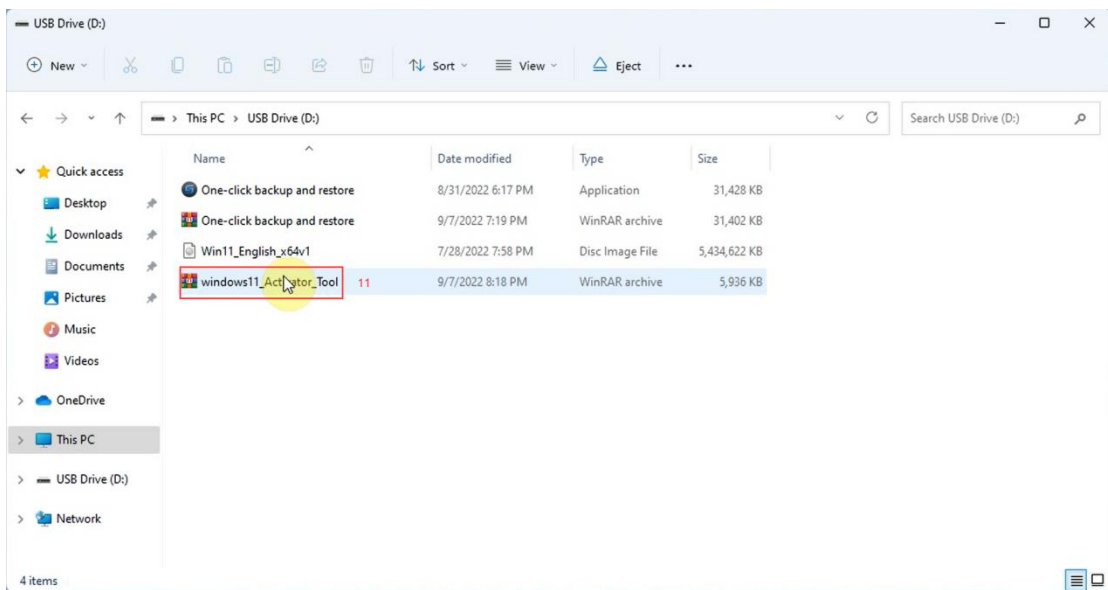 USB Drive (D:)
New Sort View Eject ...
This PC > USB Drive (D:) Search USB Drive (D:)
Name Date modified Type Size
Quick access
Desktop
Downloads
Documents
Pictures
Music
Videos
OneDrive
This PC
USB Drive (D:)
Network
One-click backup and restore 8/31/2022 6:17 PM Application 31,428 KB
One-click backup and restore 9/7/2022 7:19 PM WinRAR archive 31,402 KB
Win11_English_x64v1 7/28/2022 7:58 PM Disc Image File 5,434,622 KB
windows11_Activator_Tool 11 9/7/2022 8:18 PM WinRAR archive 5,936 KB
4 items